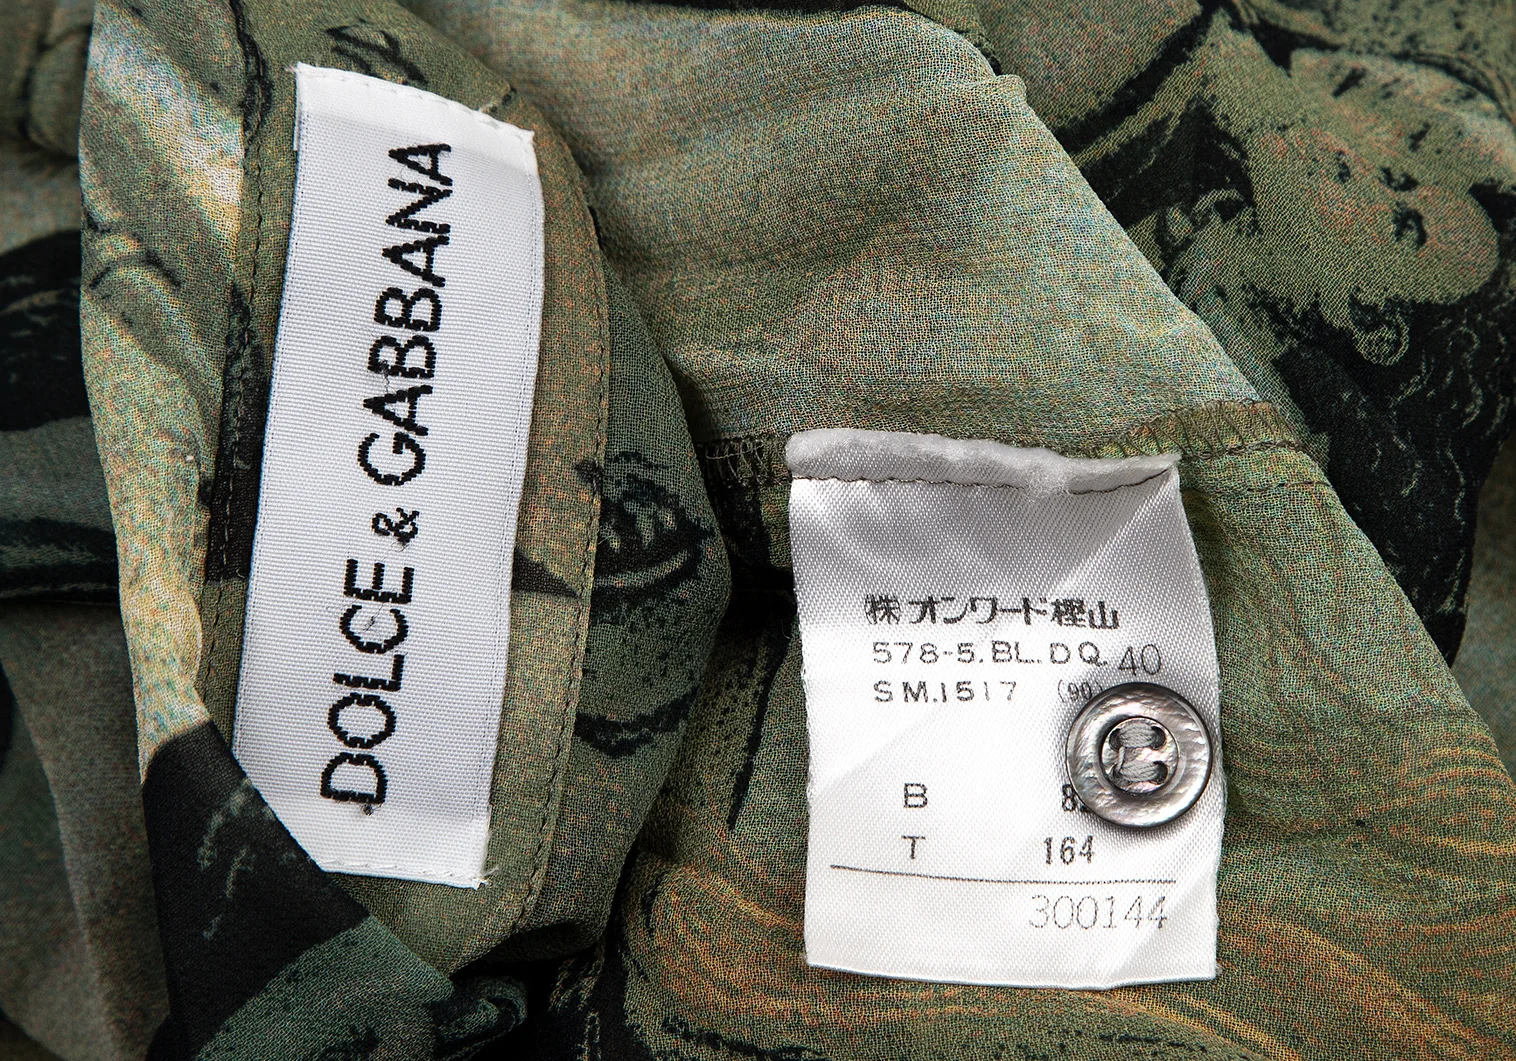 DOLCE & GABBANA
㈱オンワード樫山
578-5.BL.DQ. 40
SM.1517 (90)
B
T 164
300144